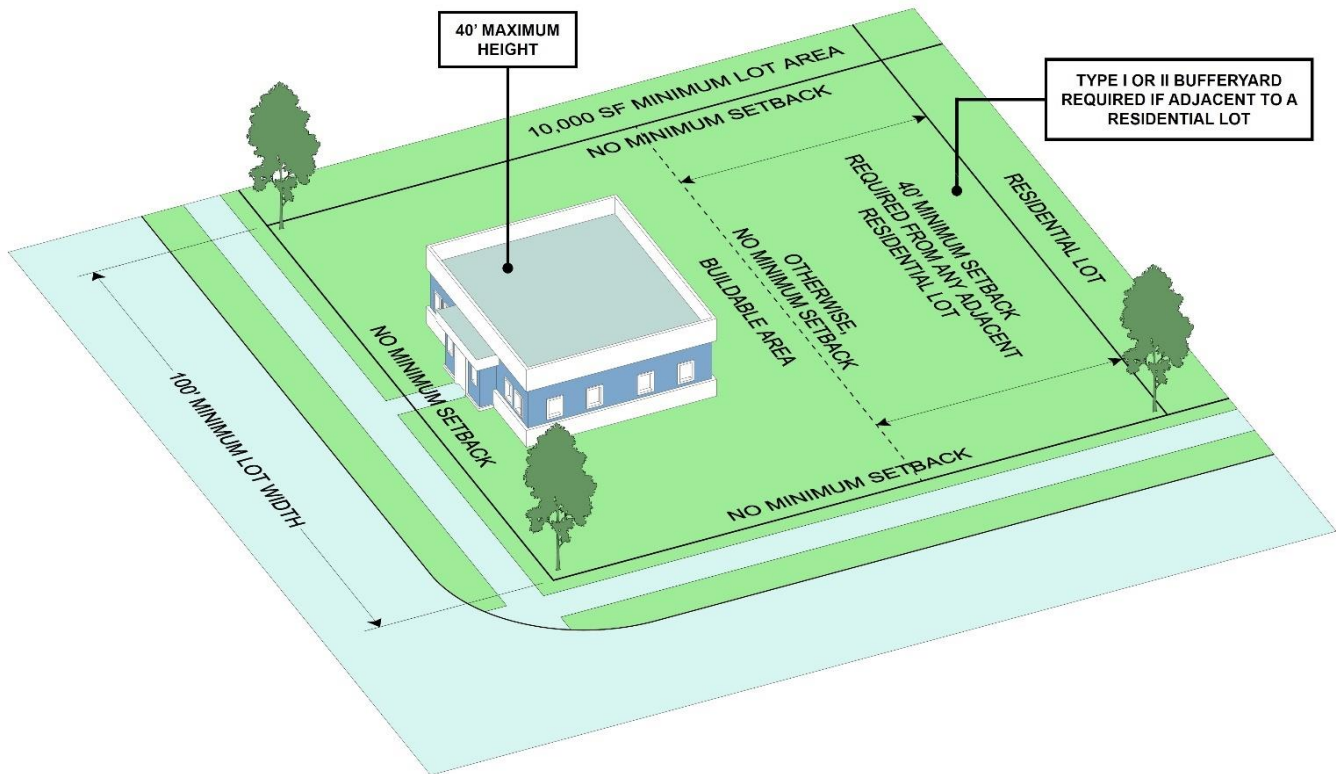 40’ MAXIMUM
HEIGHT
TYPE I OR II BUFFERYARD
REQUIRED IF ADJACENT TO A
RESIDENTIAL LOT
10,000 SF MINIMUM LOT AREA
NO MINIMUM SETBACK
RESIDENTIAL LOT
40' MINIMUM SETBACK
REQUIRED FROM ANY ADJACENT
RESIDENTIAL LOT
OTHERWISE,
NO MINIMUM SETBACK
BUILDABLE AREA
NO MINIMUM SETBACK
100' MINIMUM LOT WIDTH
NO MINIMUM SETBACK